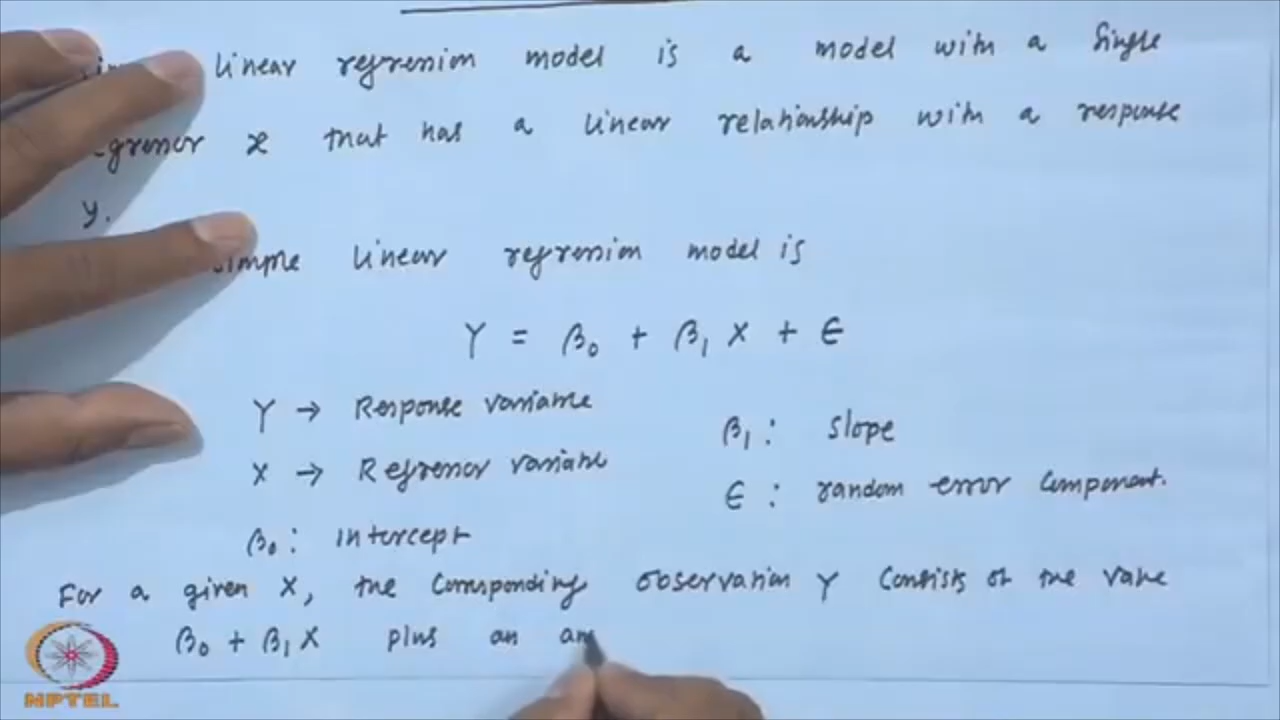 linear regression model is a model with a single
x that has a linear relationship with a response
y.
simple linear regression model is
Y = β₀ + β₁ X + ϵ
Y → Response variable
X → Regressor variable
β₀ : intercept
β₁ : slope
ϵ : random error component.
For a given X, the corresponding observation Y consists of the value
β₀ + β₁ X plus an
NPTEL